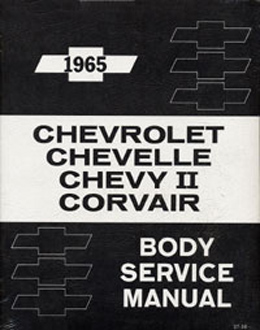 1965
CHEVROLET
CHEVELLE
CHEVY II
CORVAIR
BODY
SERVICE
MANUAL